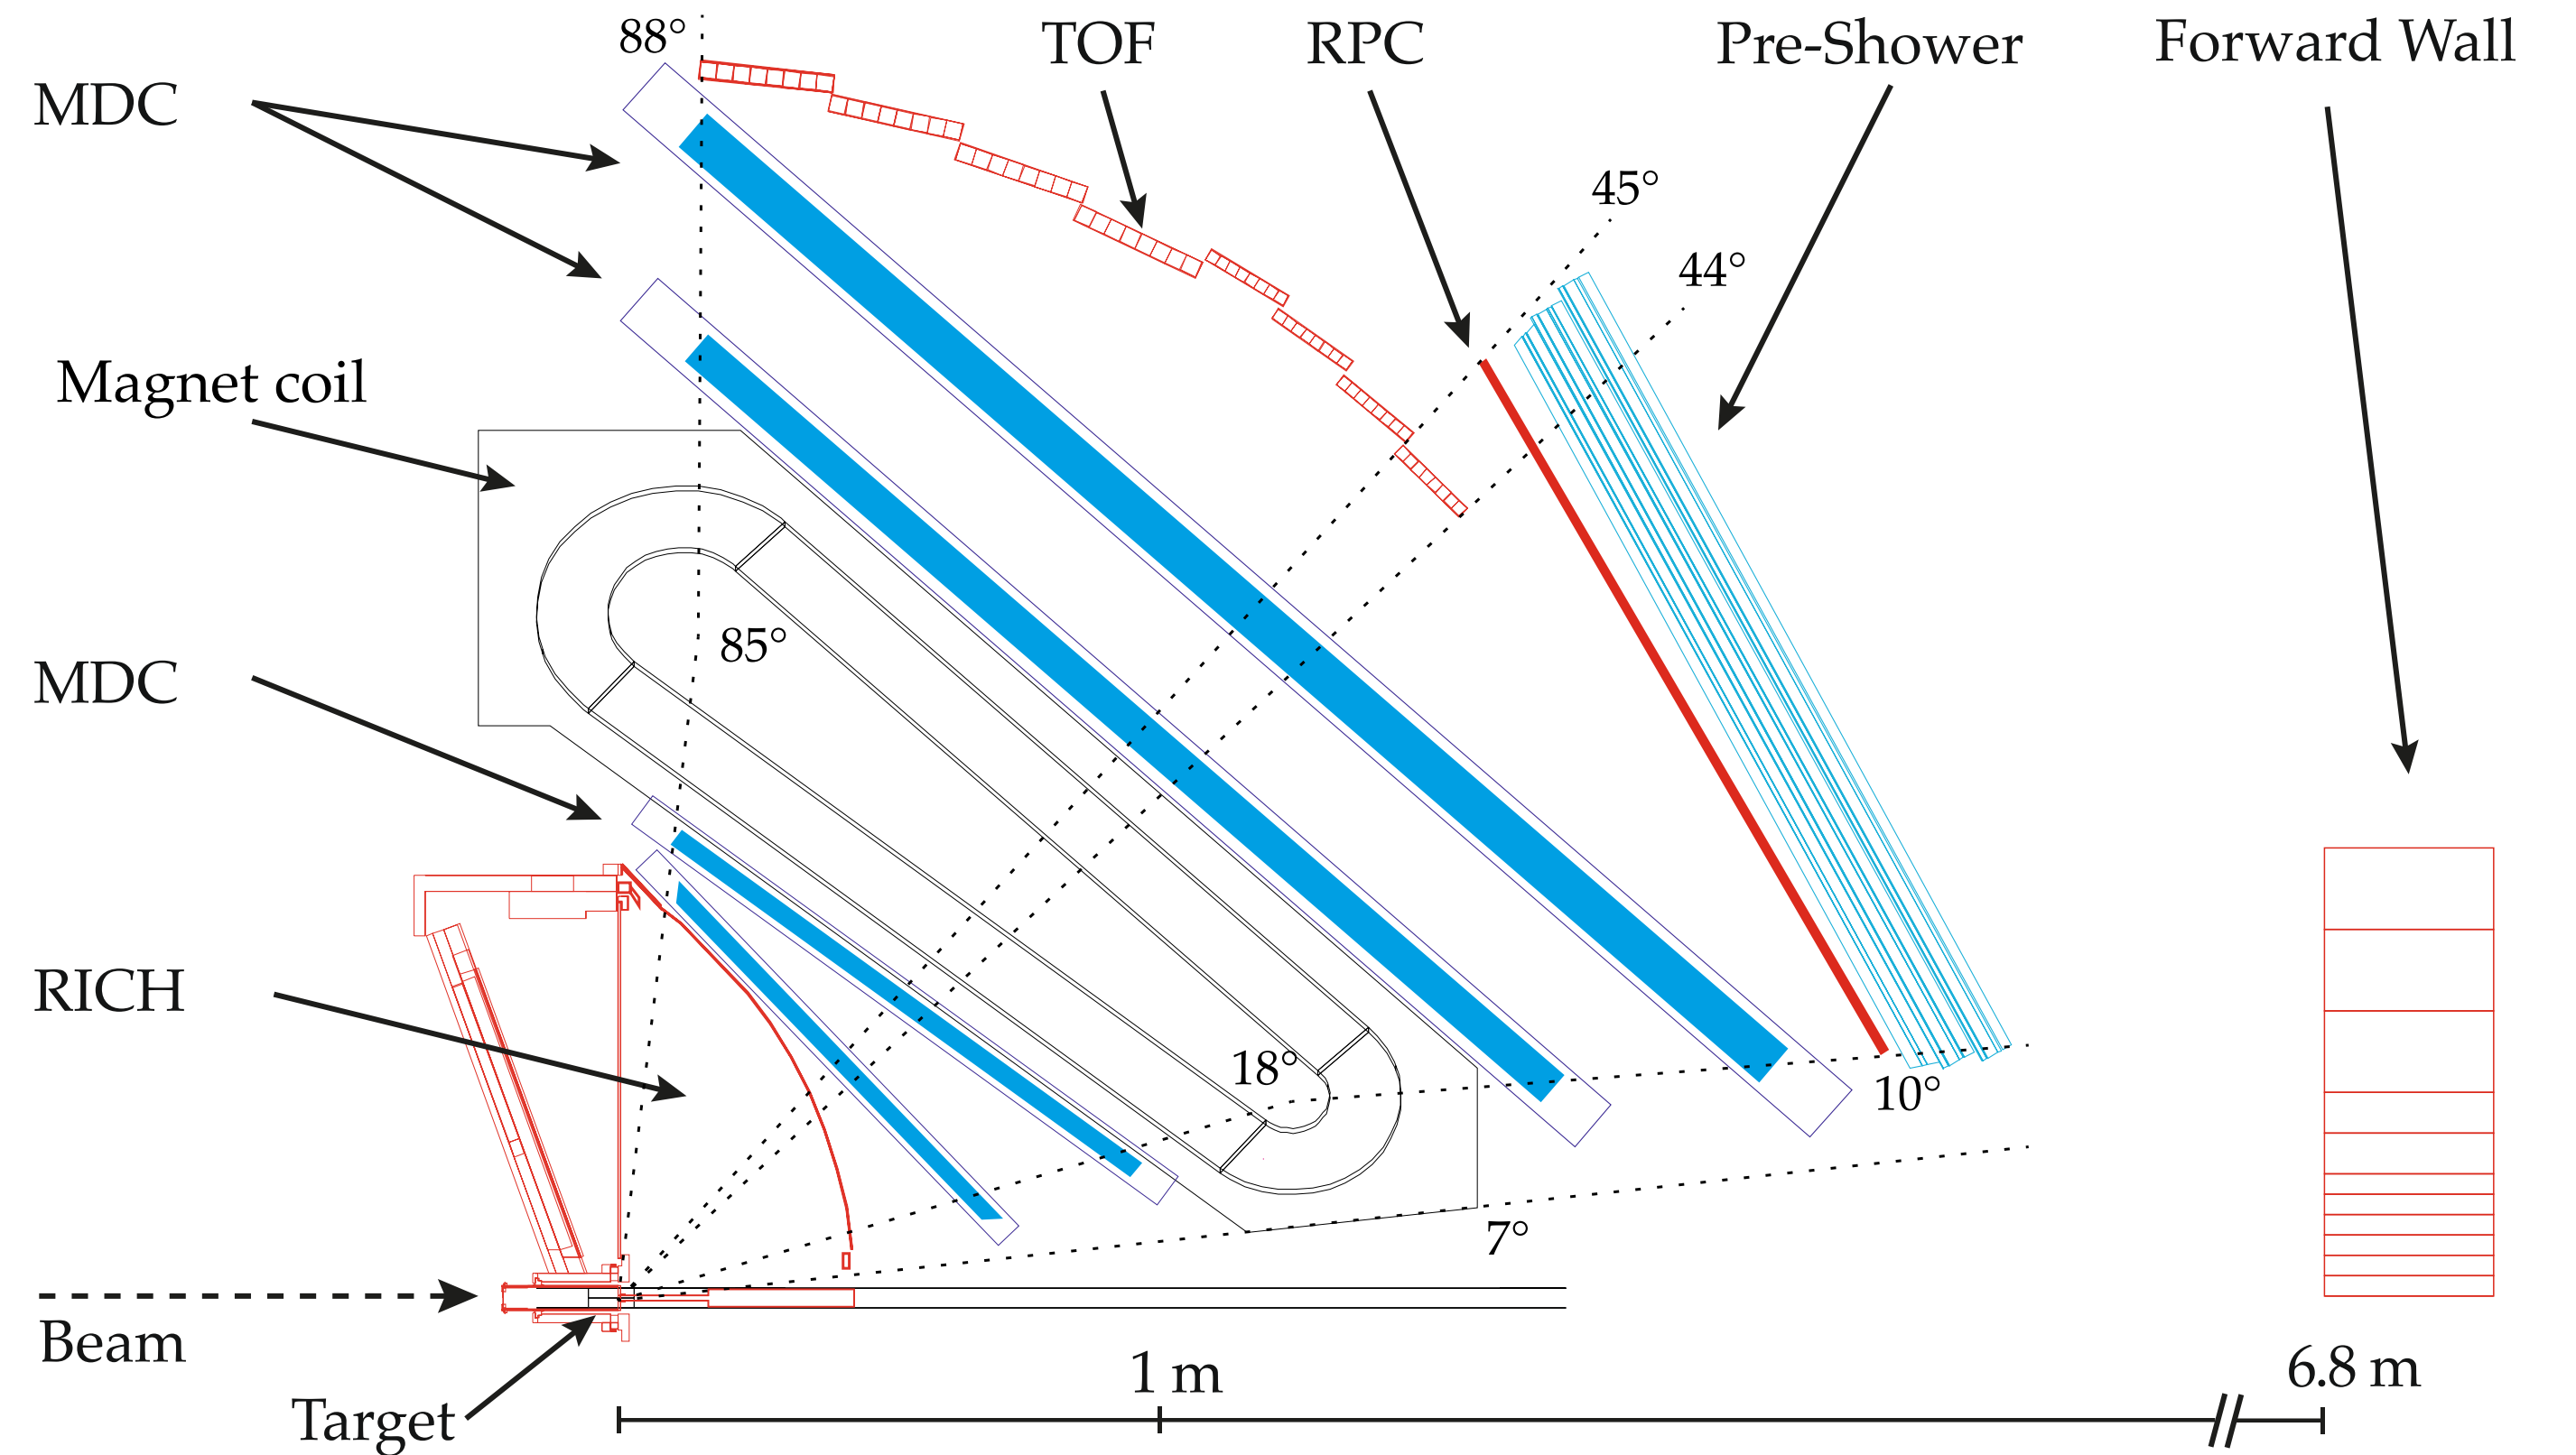 88°
TOF
RPC
Pre-Shower
Forward Wall
MDC
45°
44°
Magnet coil
85°
MDC
RICH
18°
10°
7°
Beam
Target
1 m
6.8 m